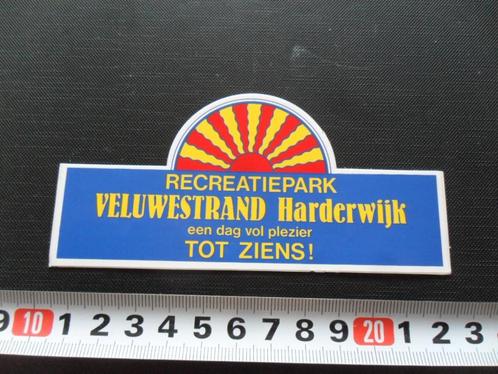 RECREATIEPARK
VELUWESTRAND Harderwijk
een dag vol plezier
TOT ZIENS!
9 10 1 2 3 4 5 6 7 8 9 20 1 2 3